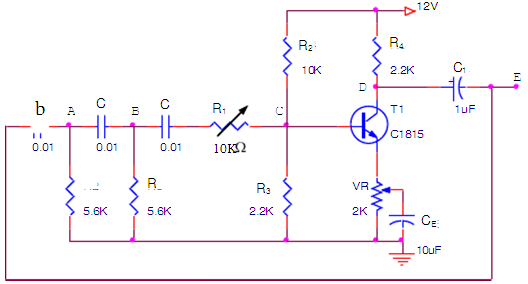 12V
R2
R4
10K
2.2K
D
C1
E
1uF
b
A
C
B
C
R1
C
T1
C1815
0.01
0.01
0.01
10KΩ
R
R3
VR
5.6K
5.6K
2.2K
2K
CE
10uF